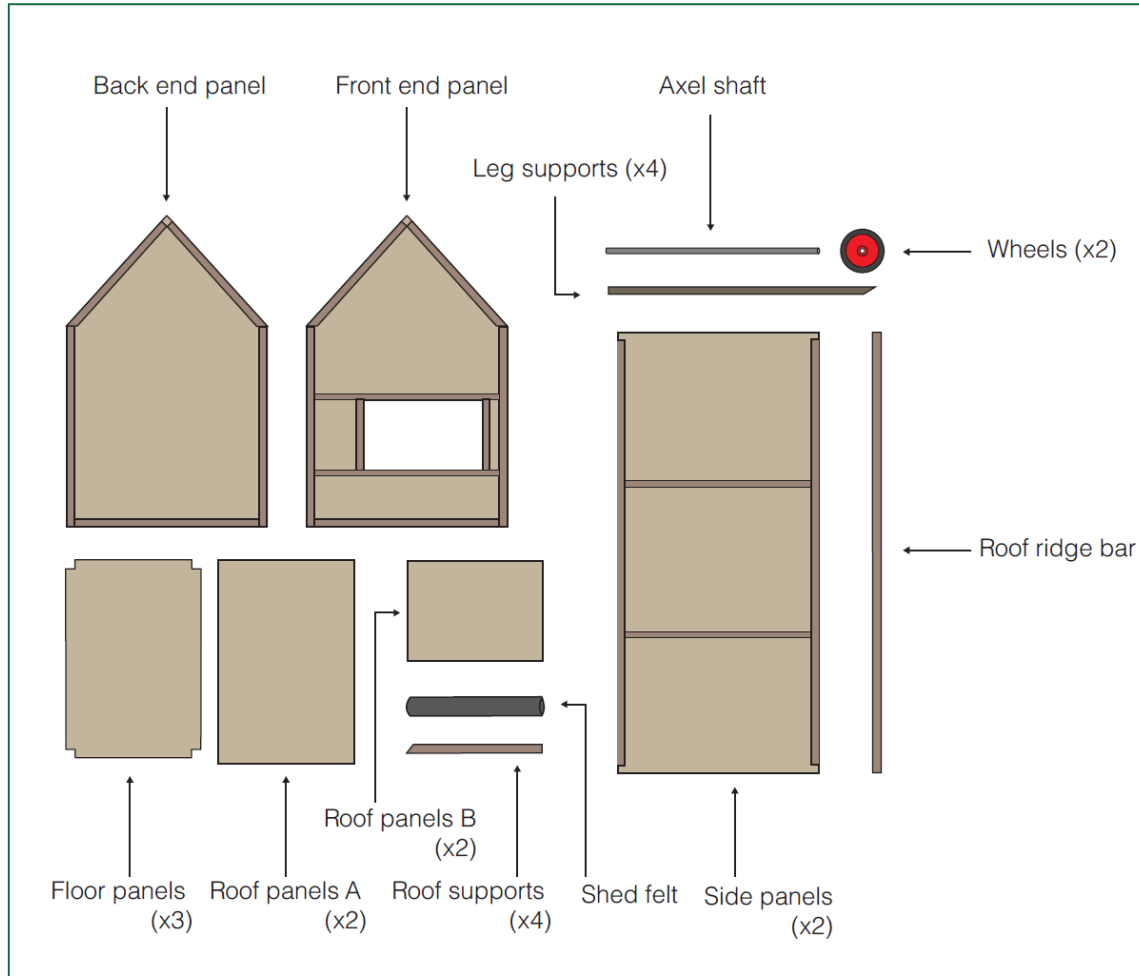 Back end panel
Front end panel
Axel shaft
Leg supports (x4)
Wheels (x2)
Roof ridge bar
Roof panels B
(x2)
Floor panels
(x3)
Roof panels A
(x2)
Roof supports
(x4)
Shed felt
Side panels
(x2)